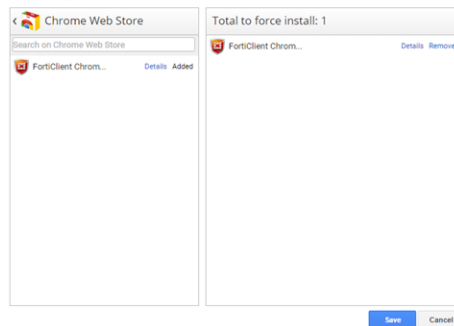 ‹ Chrome Web Store
Search on Chrome Web Store
FortiClient Chrom... Details Added
Total to force install: 1
FortiClient Chrom... Details Remove
Save Cancel